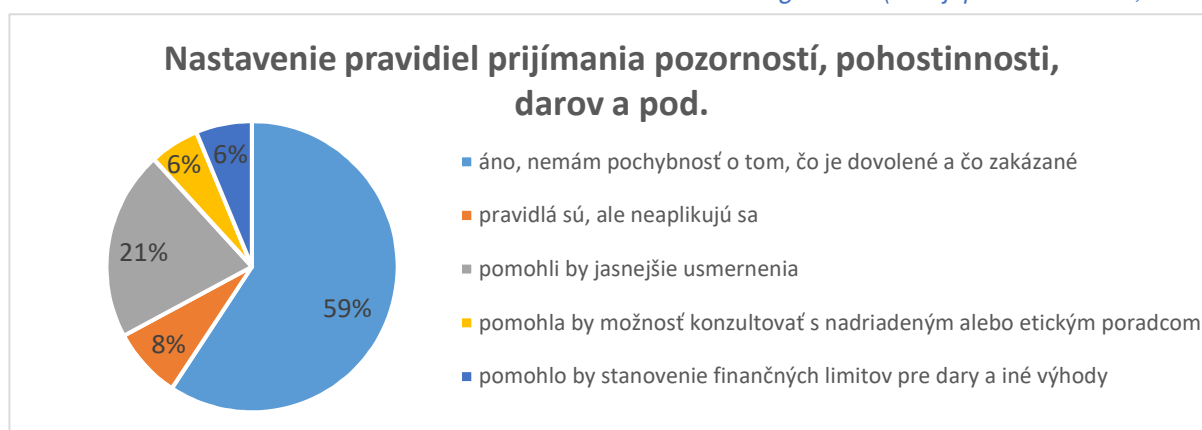 Nastavenie pravidiel prijímania pozorností, pohostinnosti,
darov a pod.
6%
6%
21%
8%
59%
áno, nemám pochybnosť o tom, čo je dovolené a čo zakázané
pravidlá sú, ale neaplikujú sa
pomohli by jasnejšie usmernenia
pomohla by možnosť konzultovať s nadriadeným alebo etickým poradcom
pomohlo by stanovenie finančných limitov pre dary a iné výhody